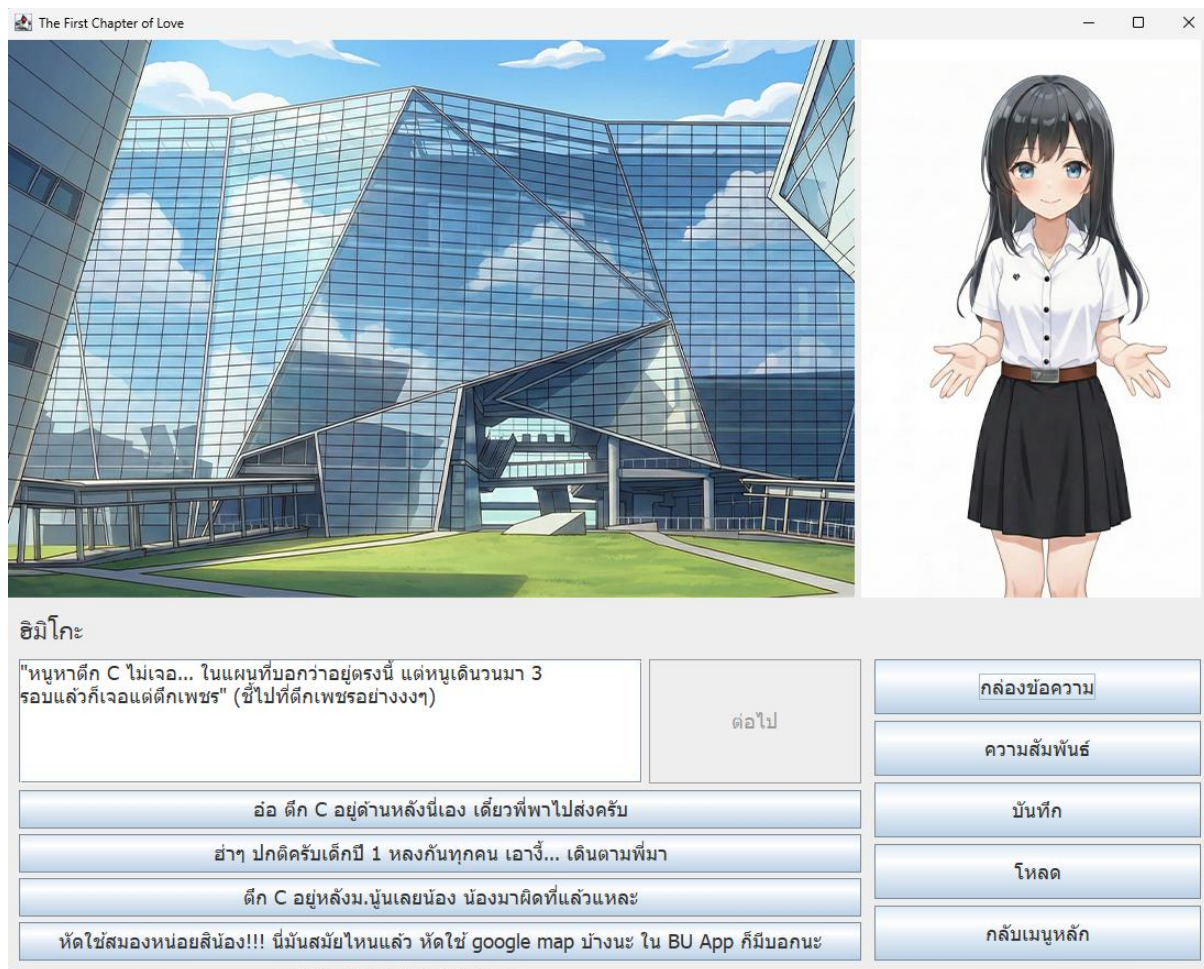 The First Chapter of Love
ฮิมิโกะ
"หนูหาตึก C ไม่เจอ... ในแผนที่บอกว่าอยู่ตรงนี้ แต่หนูเดินวนมา 3
รอบแล้วก็เจอแต่ตึกเพชร" (ชี้ไปที่ตึกเพชรอย่างงงๆ)
ต่อไป
อ๋อ ตึก C อยู่ด้านหลังนี่เอง เดี๋ยวพี่พาไปส่งครับ
ฮ่าๆ ปกติครับเด็กปี 1 หลงกันทุกคน เอางี้... เดินตามพี่มา
ตึก C อยู่หลังม.นู้นเลยน้อง น้องมาผิดที่แล้วแหละ
หัดใช้สมองหน่อยสิน้อง!!! นี่มันสมัยไหนแล้ว หัดใช้ google map บ้างนะ ใน BU App ก็มีบอกนะ
กล่องข้อความ
ความสัมพันธ์
บันทึก
โหลด
กลับเมนูหลัก